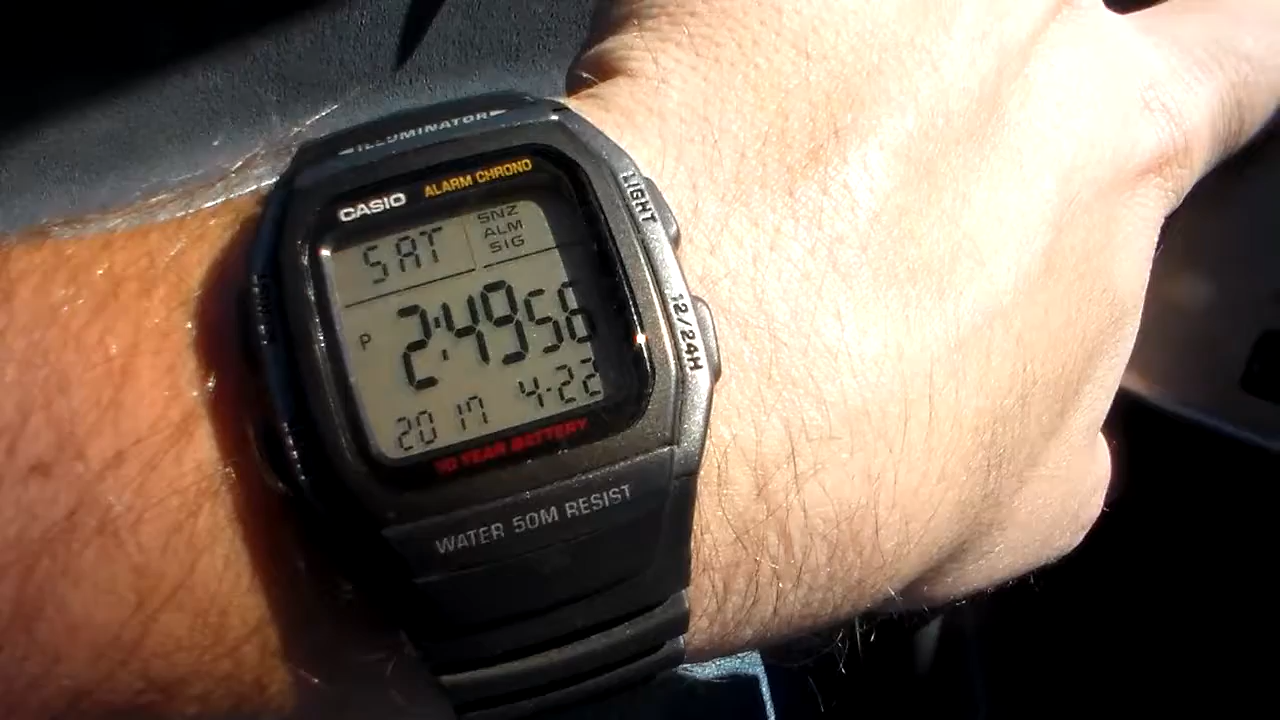 ILLUMINATOR
CASIO ALARM CHRONO
LIGHT
SAT SNZ
ALM
SIG
P 2:49 56
12/24H
2017 4-22
10 YEAR BATTERY
WATER 50M RESIST